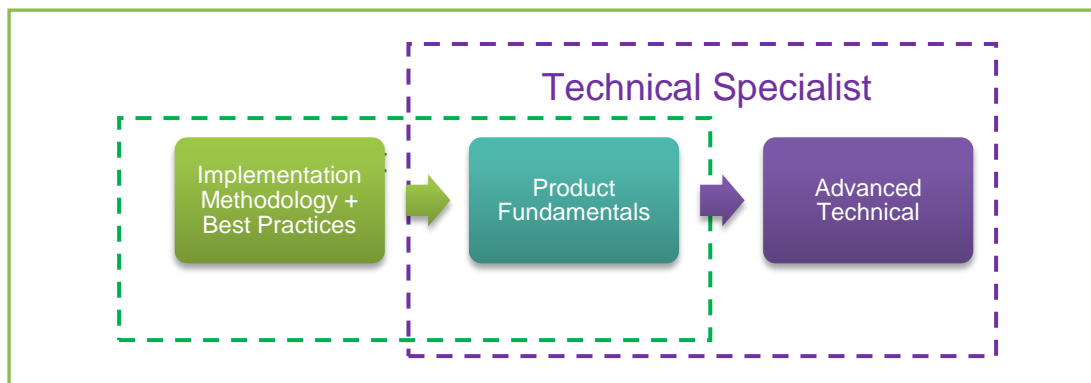 Technical Specialist
Implementation
Methodology +
Best Practices
Product
Fundamentals
Advanced
Technical